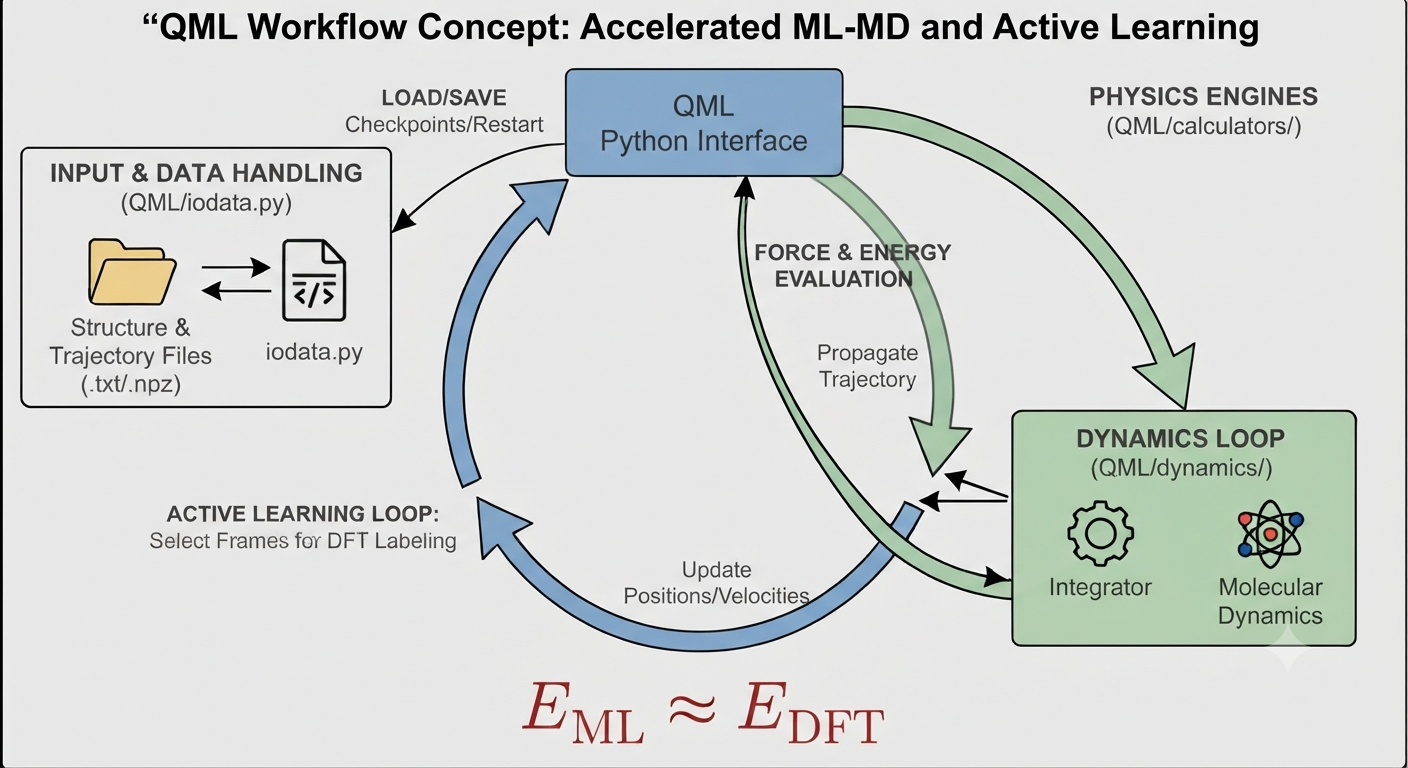 “QML Workflow Concept: Accelerated ML-MD and Active Learning
LOAD/SAVE
Checkpoints/Restart
QML
Python Interface
PHYSICS ENGINES
(QML/calculators/)
INPUT & DATA HANDLING
(QML/iodata.py)
</>
Structure &
Trajectory Files
(.txt/.npz)
iodata.py
FORCE & ENERGY
EVALUATION
Propagate
Trajectory
DYNAMICS LOOP
(QML/dynamics/)
Integrator
Molecular
Dynamics
ACTIVE LEARNING LOOP:
Select Frames for DFT Labeling
Update
Positions/Velocities
E_ML ≈ E_DFT